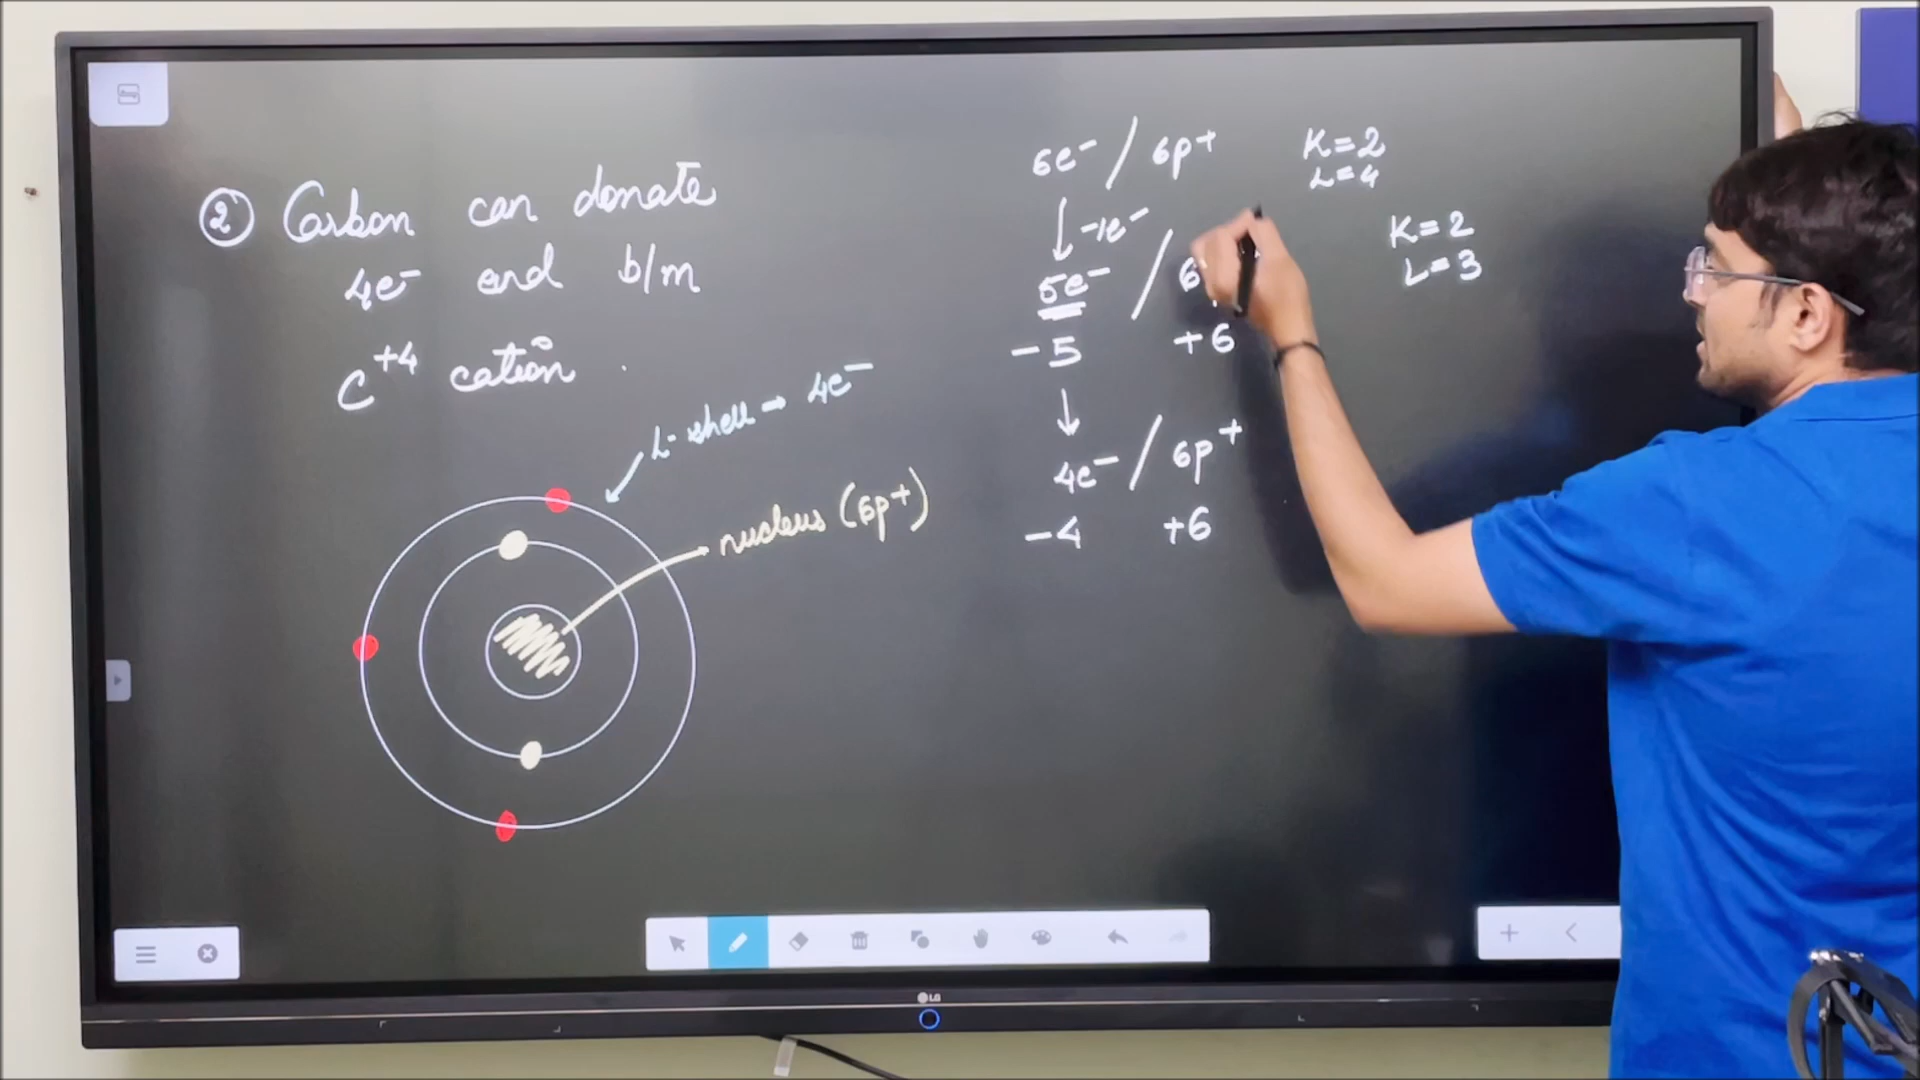 ② Carbon can donate
4e⁻ and b/m
C⁺⁴ cation.
L-shell → 4e⁻
nucleus (6p⁺)
6e⁻ / 6p⁺
K=2
L=4
↓ -1e⁻
5e⁻ / 6
K=2
L=3
-5 +6
↓
4e⁻ / 6p⁺
-4 +6
LG